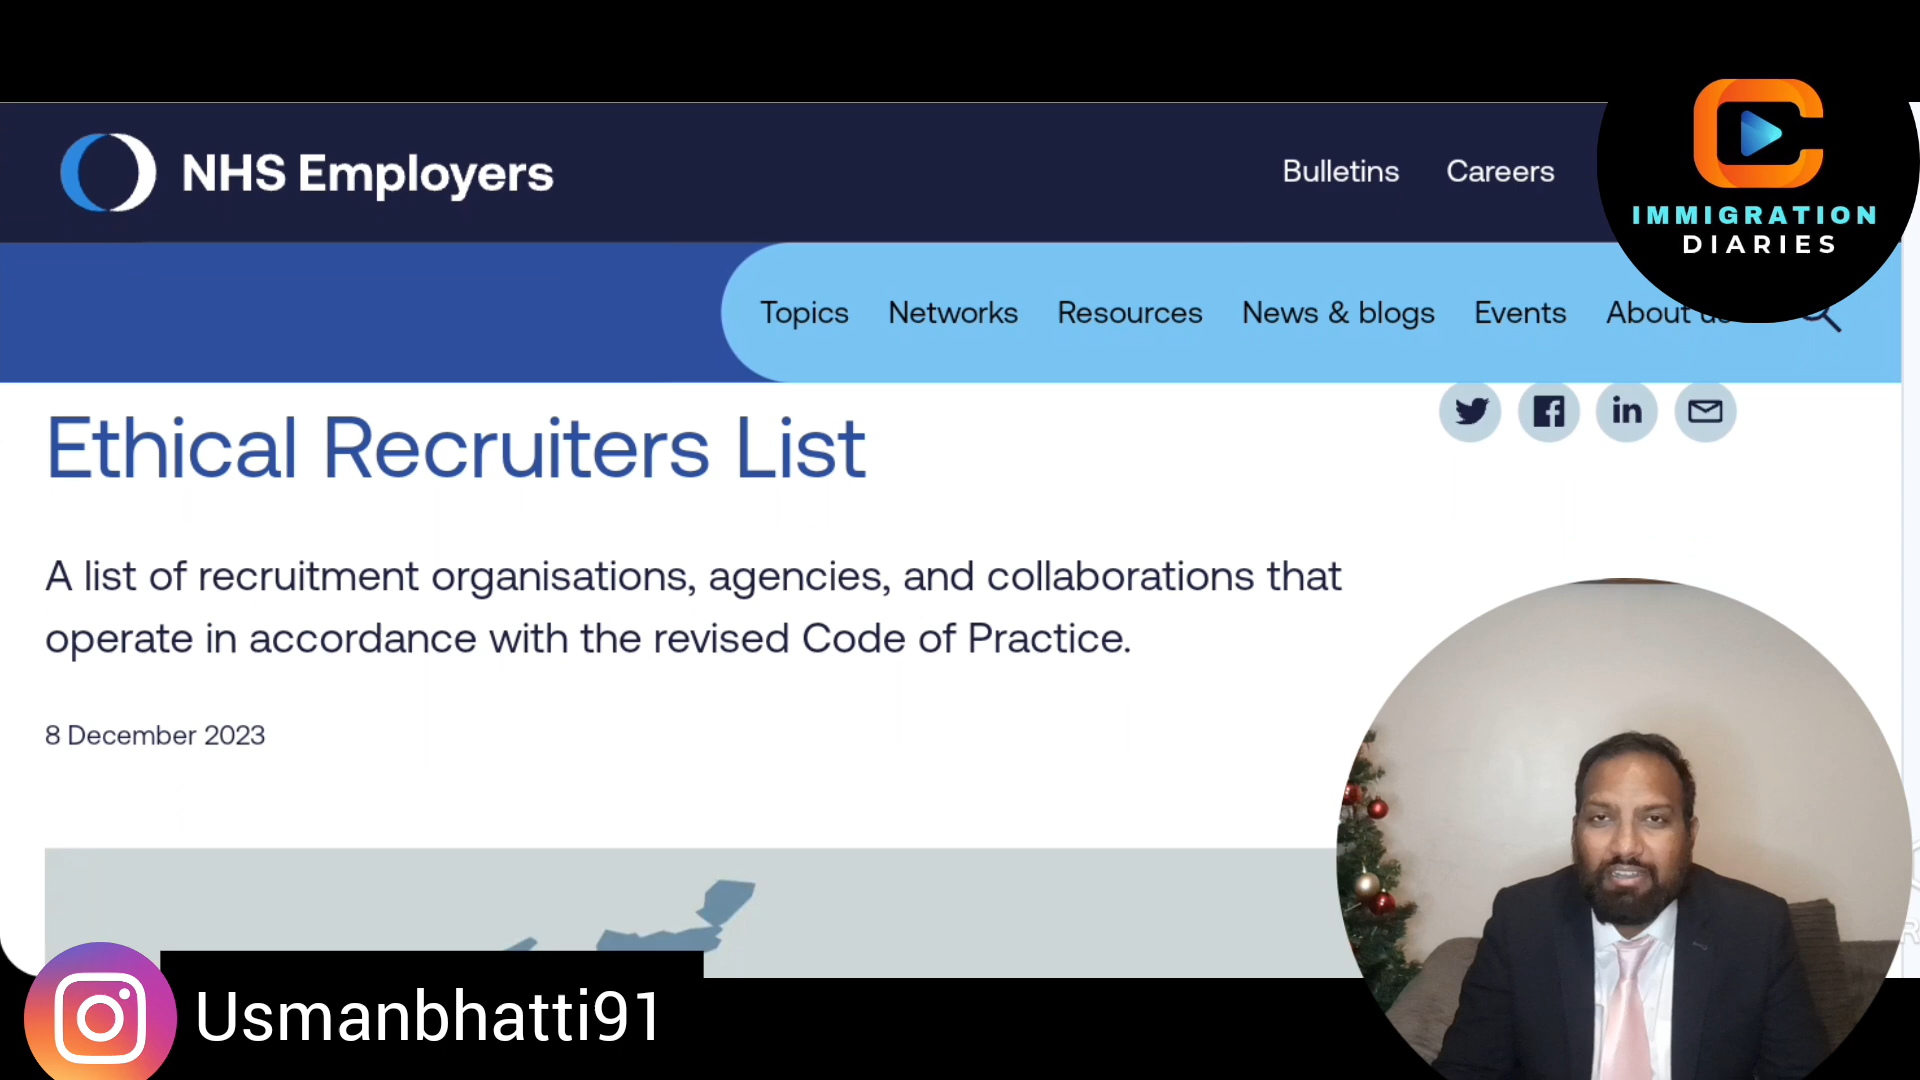 NHS Employers
Bulletins
Careers
IMMIGRATION
DIARIES
Topics
Networks
Resources
News & blogs
Events
About us
Ethical Recruiters List
A list of recruitment organisations, agencies, and collaborations that
operate in accordance with the revised Code of Practice.
8 December 2023
Usmanbhatti91